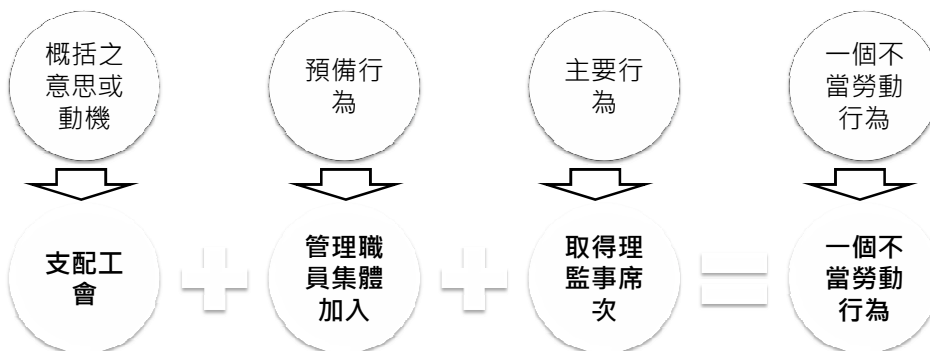 概括之
意思或
動機
預備行
為
主要行
為
一個不
當勞動
行為
支配工
會
管理職
員集體
加入
取得理
監事席
次
一個不
當勞動
行為